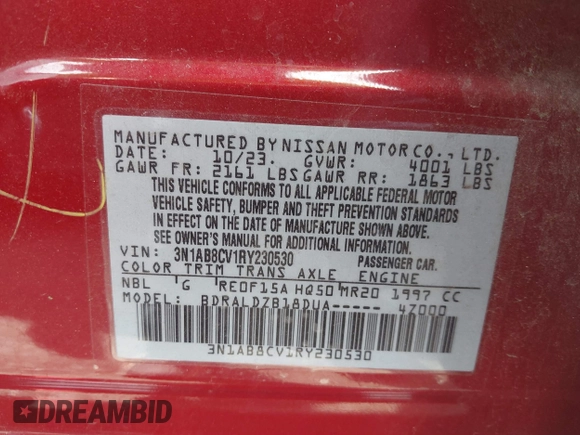 MANUFACTURED BY NISSAN MOTOR CO., LTD.
DATE: 10/23. GVWR: 4001 LBS
GAWR FR: 2161 LBS GAWR RR: 1863 LBS
THIS VEHICLE CONFORMS TO ALL APPLICABLE FEDERAL MOTOR
VEHICLE SAFETY, BUMPER AND THEFT PREVENTION STANDARDS
IN EFFECT ON THE DATE OF MANUFACTURE SHOWN ABOVE.
SEE OWNER'S MANUAL FOR ADDITIONAL INFORMATION.
VIN: 3N1AB8CV1RY230530 PASSENGER CAR.
COLOR TRIM TRANS AXLE ENGINE
NBL G RE0F15A HQ50 MR20 1997 CC
MODEL: BDRALDZB18DUA----- 47000
3N1AB8CV1RY230530
DREAMBID